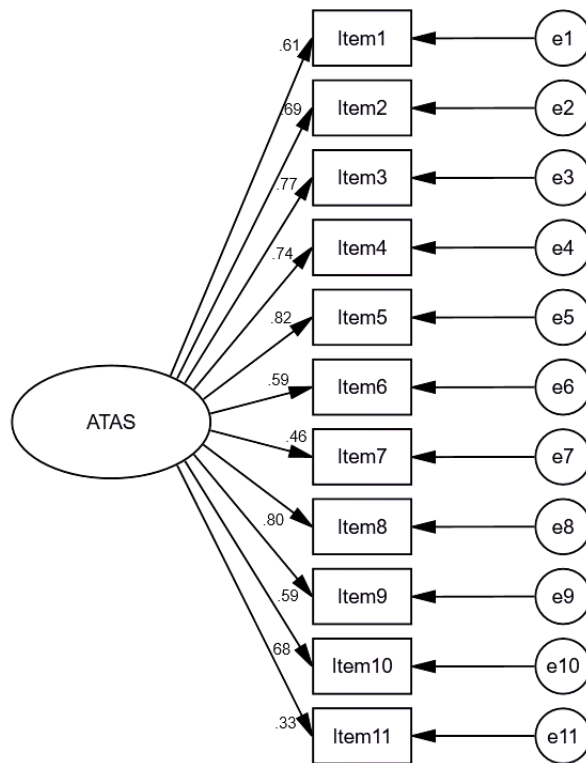 .61 Item1 e1
.69 Item2 e2
.77 Item3 e3
.74 Item4 e4
.82 Item5 e5
.59 Item6 e6
ATAS
.46 Item7 e7
.80 Item8 e8
.59 Item9 e9
68 Item10 e10
.33 Item11 e11